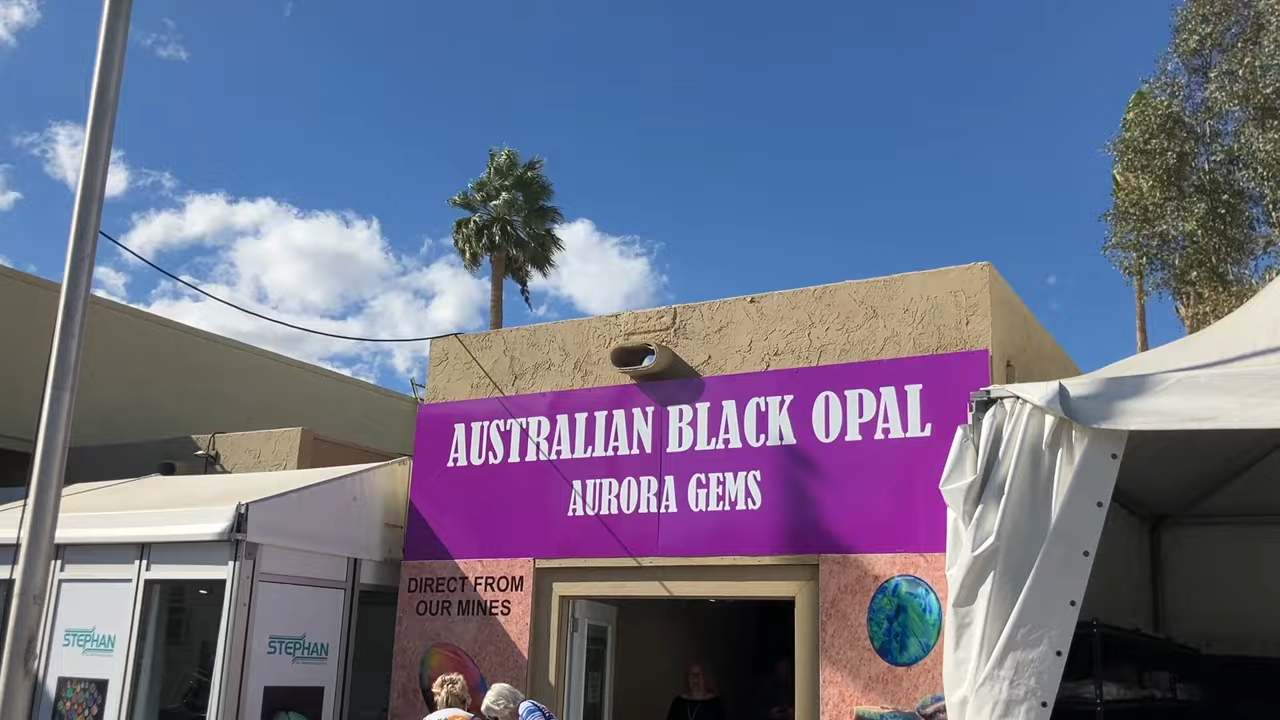 AUSTRALIAN BLACK OPAL
AURORA GEMS
DIRECT FROM
OUR MINES
STEPHAN
STEPHAN